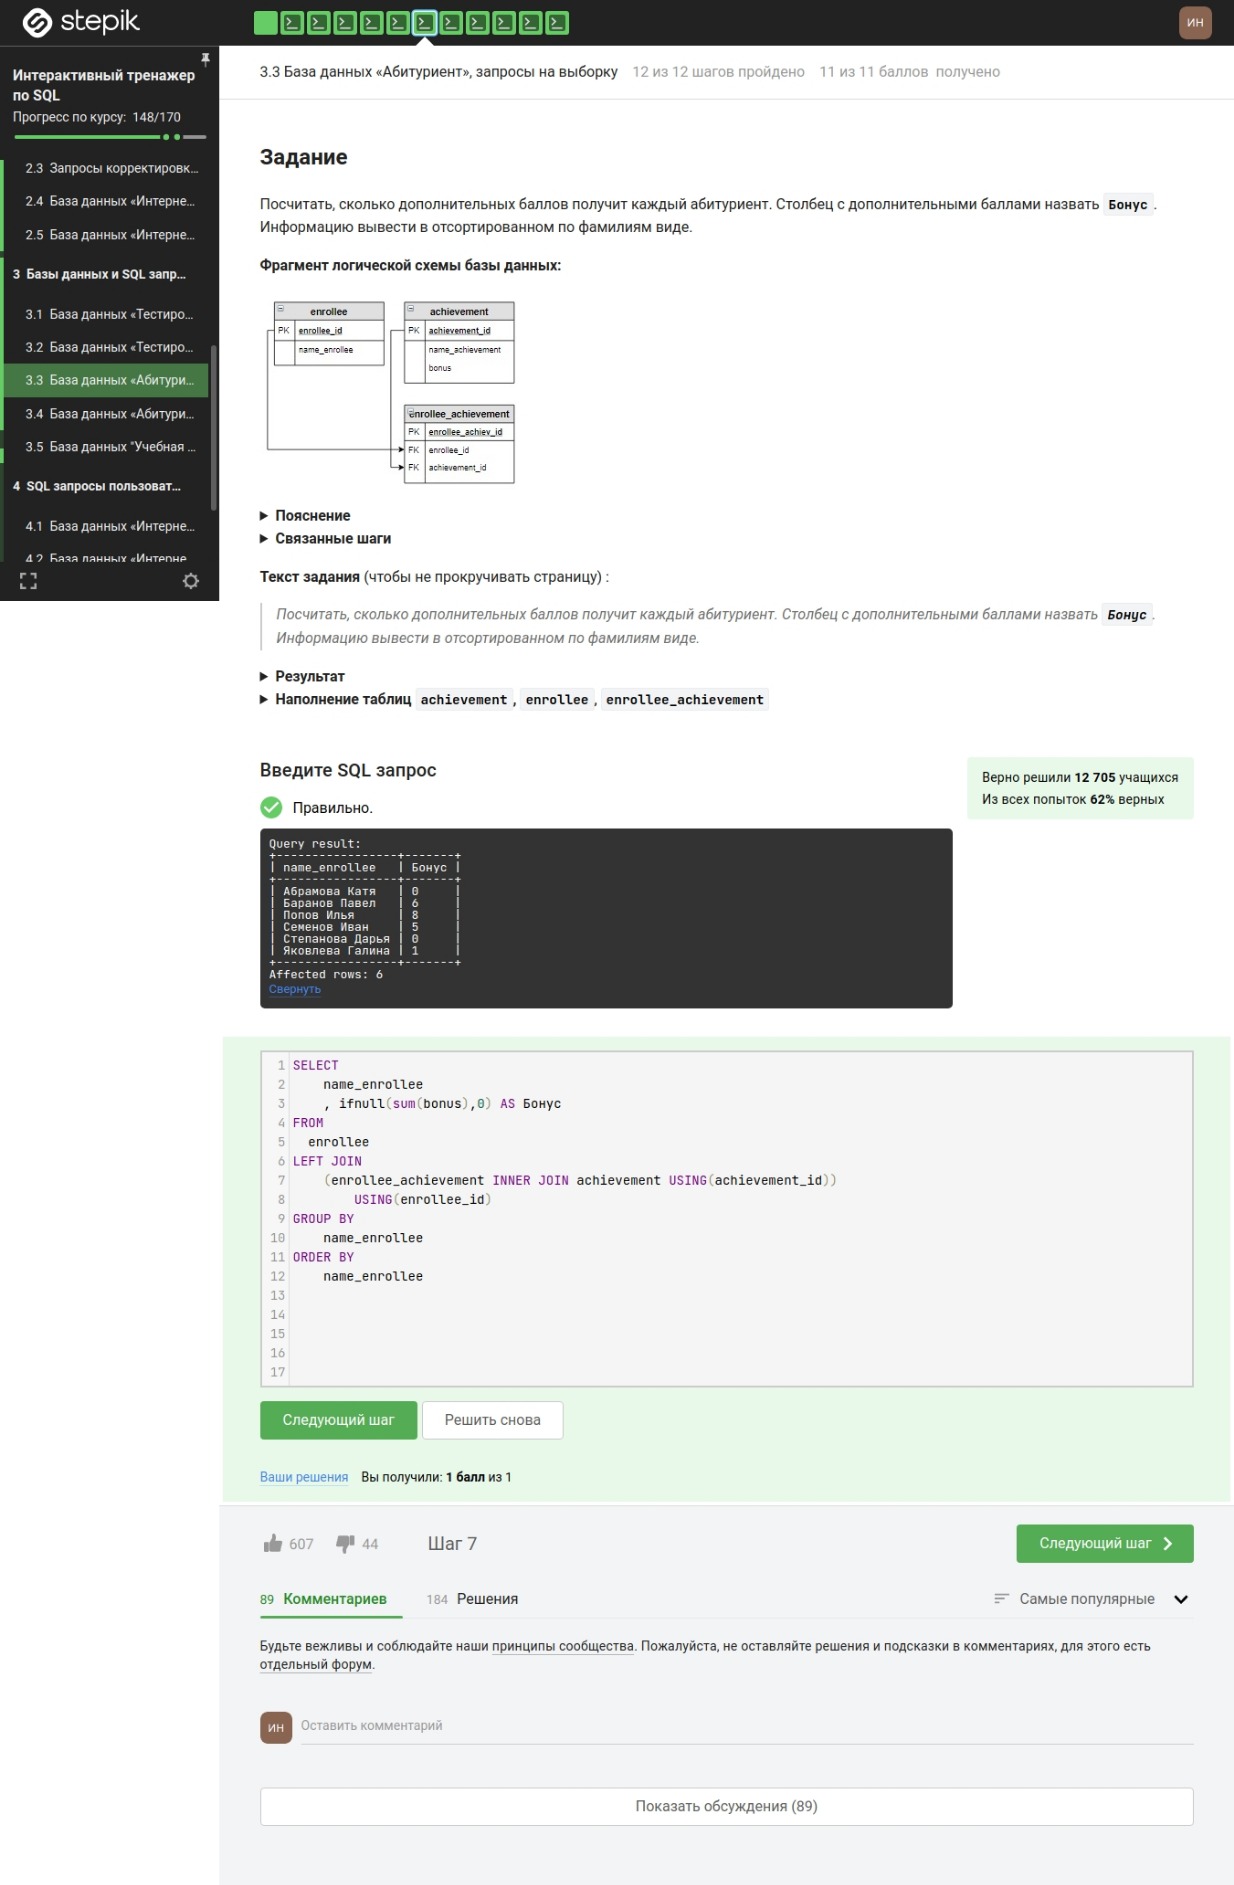 stepik
ИН
Интерактивный тренажер
по SQL
Прогресс по курсу: 148/170
2.3 Запросы корректировк...
2.4 База данных «Интерне...
2.5 База данных «Интерне...
3 Базы данных и SQL запр...
3.1 База данных «Тестиро...
3.2 База данных «Тестиро...
3.3 База данных «Абитури...
3.4 База данных «Абитури...
3.5 База данных "Учебная ...
4 SQL запросы пользоват...
4.1 База данных «Интерне...
4.2 База данных «Интерне
3.3 База данных «Абитуриент», запросы на выборку 12 из 12 шагов пройдено 11 из 11 баллов получено
Задание
Посчитать, сколько дополнительных баллов получит каждый абитуриент. Столбец с дополнительными баллами назвать Бонус .
Информацию вывести в отсортированном по фамилиям виде.
Фрагмент логической схемы базы данных:
enrollee
PK enrollee_id
name_enrollee
achievement
PK achievement_id
name_achievement
bonus
enrollee_achievement
PK enrollee_achiev_id
FK enrollee_id
FK achievement_id
Пояснение
Связанные шаги
Текст задания (чтобы не прокручивать страницу) :
Посчитать, сколько дополнительных баллов получит каждый абитуриент. Столбец с дополнительными баллами назвать Бонус .
Информацию вывести в отсортированном по фамилиям виде.
Результат
Наполнение таблиц achievement , enrollee , enrollee_achievement
Введите SQL запрос
Верно решили 12 705 учащихся
Из всех попыток 62% верных
Правильно.
Query result:
+-----------------+-------+
| name_enrollee | Бонус |
+-----------------+-------+
| Абрамова Катя | 0 |
| Баранов Павел | 6 |
| Попов Илья | 8 |
| Семенов Иван | 5 |
| Степанова Дарья | 0 |
| Яковлева Галина | 1 |
+-----------------+-------+
Affected rows: 6
Свернуть
1 SELECT
2 name_enrollee
3 , ifnull(sum(bonus),0) AS Бонус
4 FROM
5 enrollee
6 LEFT JOIN
7 (enrollee_achievement INNER JOIN achievement USING(achievement_id))
8 USING(enrollee_id)
9 GROUP BY
10 name_enrollee
11 ORDER BY
12 name_enrollee
13
14
15
16
17
Следующий шаг Решить снова
Ваши решения Вы получили: 1 балл из 1
607 44 Шаг 7 Следующий шаг
89 Комментариев 184 Решения Самые популярные
Будьте вежливы и соблюдайте наши принципы сообщества. Пожалуйста, не оставляйте решения и подсказки в комментариях, для этого есть
отдельный форум.
ИН Оставить комментарий
Показать обсуждения (89)